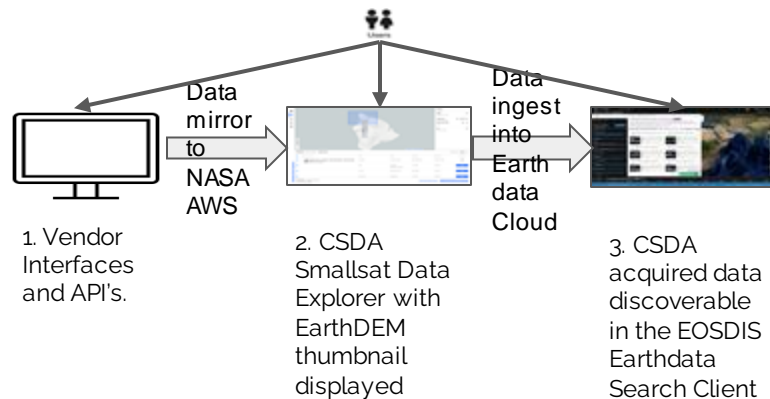 Users
Data
mirror
to
NASA
AWS
Data
ingest
into
Earth
data
Cloud
1. Vendor
Interfaces
and API's.
2. CSDA
Smallsat Data
Explorer with
EarthDEM
thumbnail
displayed
3. CSDA
acquired data
discoverable
in the EOSDIS
Earthdata
Search Client